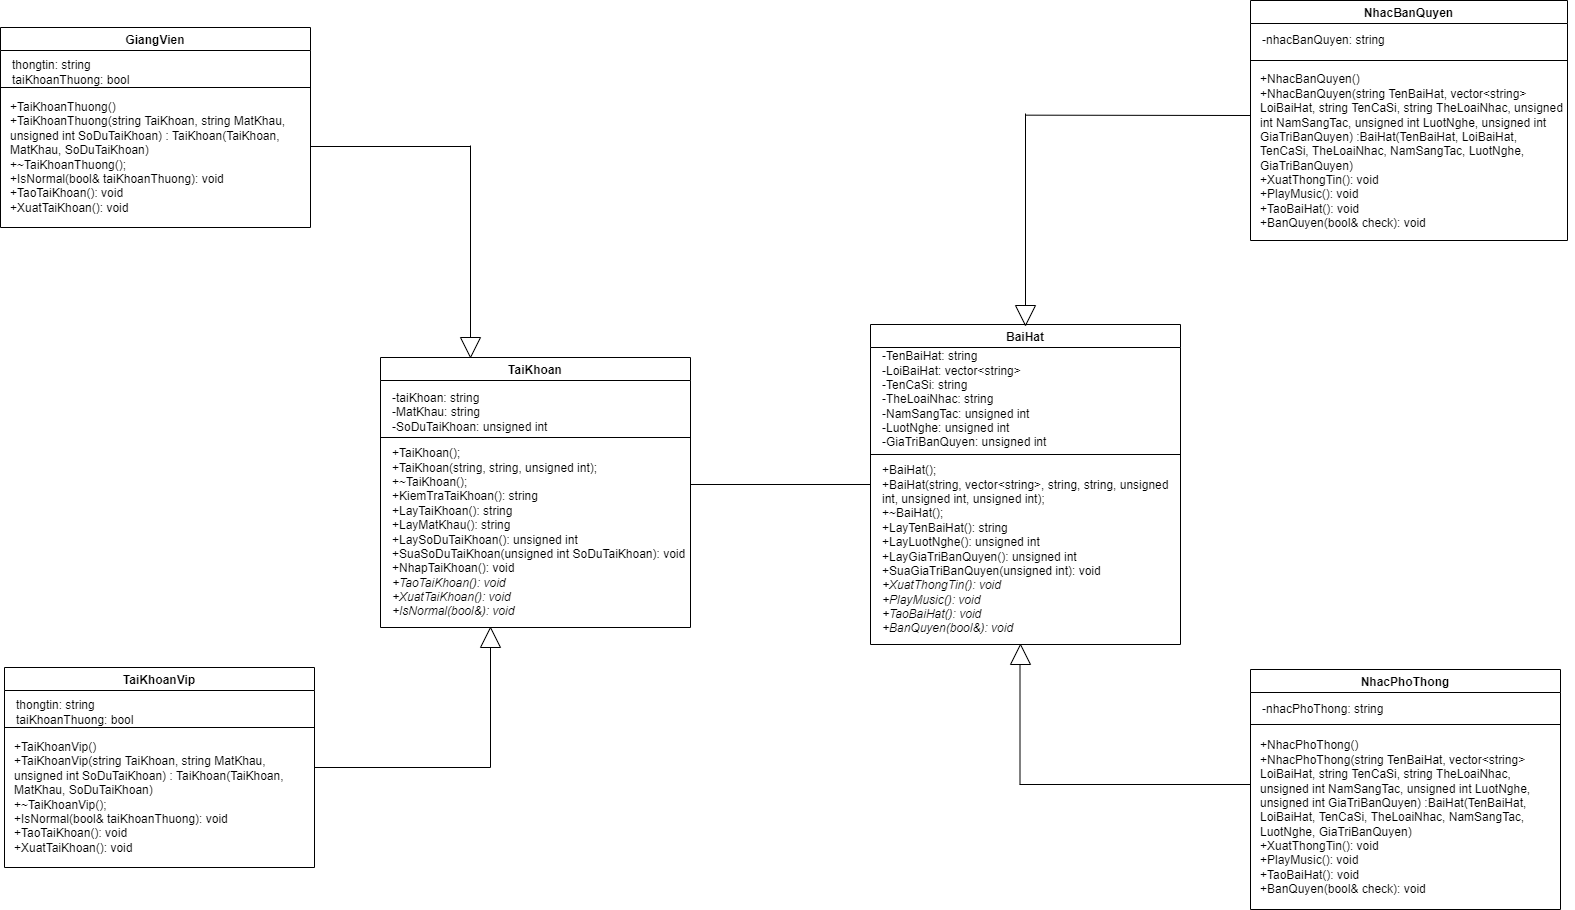 GiangVien
thongtin: string
taiKhoanThuong: bool
+TaiKhoanThuong()
+TaiKhoanThuong(string TaiKhoan, string MatKhau,
unsigned int SoDuTaiKhoan) : TaiKhoan(TaiKhoan,
MatKhau, SoDuTaiKhoan)
+~TaiKhoanThuong();
+IsNormal(bool& taiKhoanThuong): void
+TaoTaiKhoan(): void
+XuatTaiKhoan(): void
NhacBanQuyen
-nhacBanQuyen: string
+NhacBanQuyen()
+NhacBanQuyen(string TenBaiHat, vector<string>
LoiBaiHat, string TenCaSi, string TheLoaiNhac, unsigned
int NamSangTac, unsigned int LuotNghe, unsigned int
GiaTriBanQuyen) :BaiHat(TenBaiHat, LoiBaiHat,
TenCaSi, TheLoaiNhac, NamSangTac, LuotNghe,
GiaTriBanQuyen)
+XuatThongTin(): void
+PlayMusic(): void
+TaoBaiHat(): void
+BanQuyen(bool& check): void
TaiKhoan
-taiKhoan: string
-MatKhau: string
-SoDuTaiKhoan: unsigned int
+TaiKhoan();
+TaiKhoan(string, string, unsigned int);
+~TaiKhoan();
+KiemTraTaiKhoan(): string
+LayTaiKhoan(): string
+LayMatKhau(): string
+LaySoDuTaiKhoan(): unsigned int
+SuaSoDuTaiKhoan(unsigned int SoDuTaiKhoan): void
+NhapTaiKhoan(): void
+TaoTaiKhoan(): void
+XuatTaiKhoan(): void
+IsNormal(bool&): void
BaiHat
-TenBaiHat: string
-LoiBaiHat: vector<string>
-TenCaSi: string
-TheLoaiNhac: string
-NamSangTac: unsigned int
-LuotNghe: unsigned int
-GiaTriBanQuyen: unsigned int
+BaiHat();
+BaiHat(string, vector<string>, string, string, unsigned
int, unsigned int, unsigned int);
+~BaiHat();
+LayTenBaiHat(): string
+LayLuotNghe(): unsigned int
+LayGiaTriBanQuyen(): unsigned int
+SuaGiaTriBanQuyen(unsigned int): void
+XuatThongTin(): void
+PlayMusic(): void
+TaoBaiHat(): void
+BanQuyen(bool&): void
TaiKhoanVip
thongtin: string
taiKhoanThuong: bool
+TaiKhoanVip()
+TaiKhoanVip(string TaiKhoan, string MatKhau,
unsigned int SoDuTaiKhoan) : TaiKhoan(TaiKhoan,
MatKhau, SoDuTaiKhoan)
+~TaiKhoanVip();
+IsNormal(bool& taiKhoanThuong): void
+TaoTaiKhoan(): void
+XuatTaiKhoan(): void
NhacPhoThong
-nhacPhoThong: string
+NhacPhoThong()
+NhacPhoThong(string TenBaiHat, vector<string>
LoiBaiHat, string TenCaSi, string TheLoaiNhac,
unsigned int NamSangTac, unsigned int LuotNghe,
unsigned int GiaTriBanQuyen) :BaiHat(TenBaiHat,
LoiBaiHat, TenCaSi, TheLoaiNhac, NamSangTac,
LuotNghe, GiaTriBanQuyen)
+XuatThongTin(): void
+PlayMusic(): void
+TaoBaiHat(): void
+BanQuyen(bool& check): void